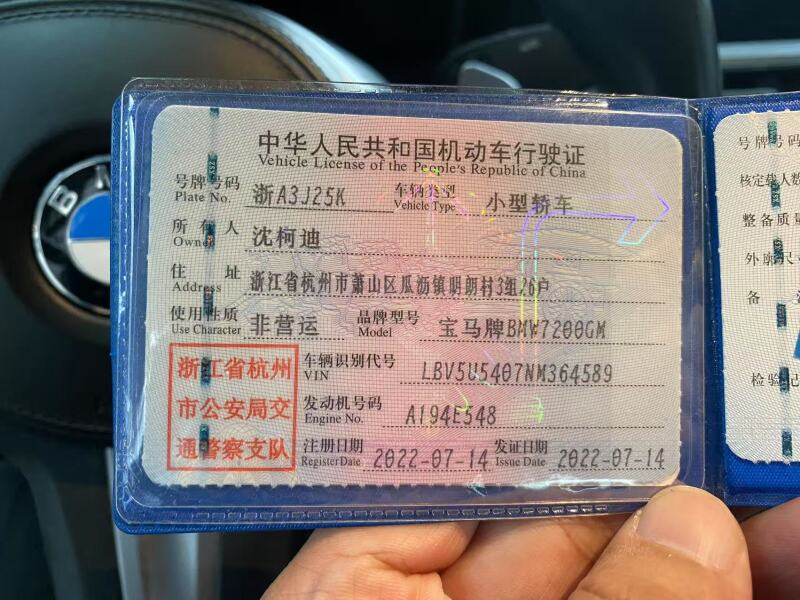 中华人民共和国机动车行驶证
Vehicle License of the People's Republic of China
号牌号码 浙A3J25K 车辆类型 小型轿车
Plate No. Vehicle Type
所有人 沈柯迪
Owner
住址 浙江省杭州市萧山区瓜沥镇明朗村3组26户
Address
使用性质 非营运 品牌型号 宝马牌BMW7200GM
Use Character Model
浙江省杭州
市公安局交
通警察支队
车辆识别代号 LBV5U5407NM364589
VIN
发动机号码 A194E548
Engine No.
注册日期 2022-07-14 发证日期 2022-07-14
Register Date Issue Date
号牌号码
核定载人数
整备质量
外廓尺
备
检验记